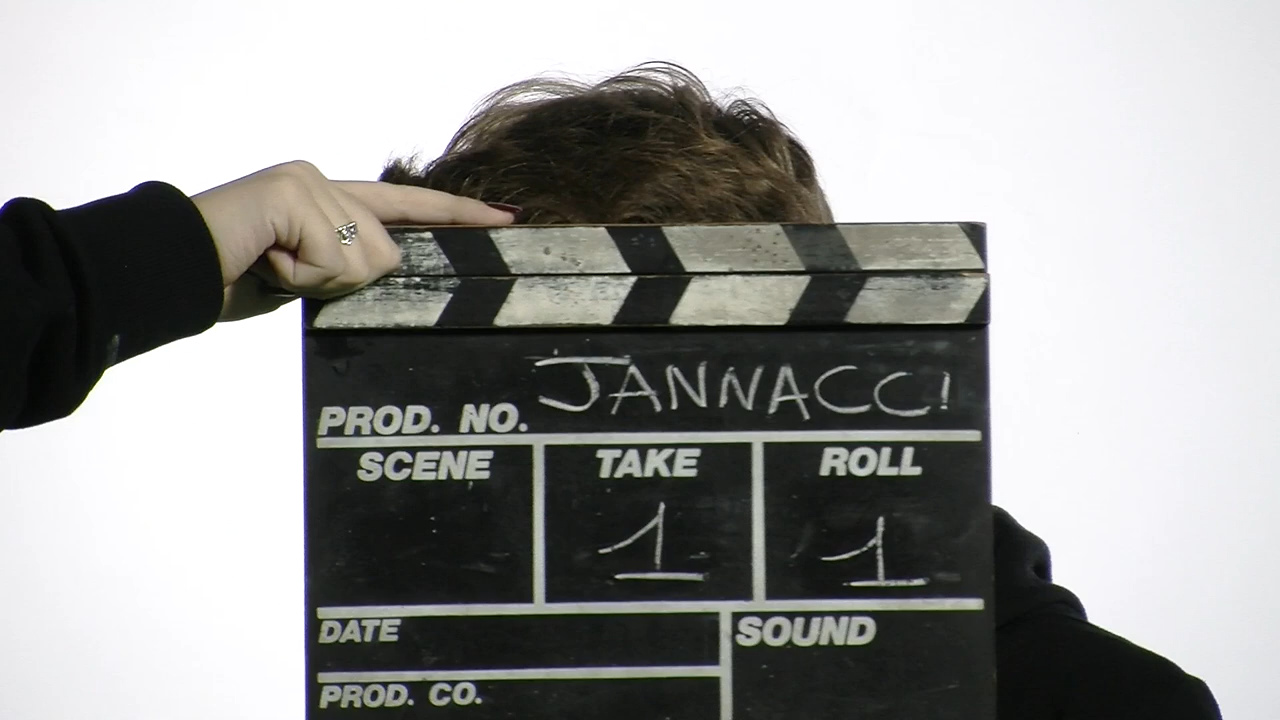 JANNACCI
PROD. NO.
SCENE TAKE ROLL
1 1
DATE SOUND
PROD. CO.